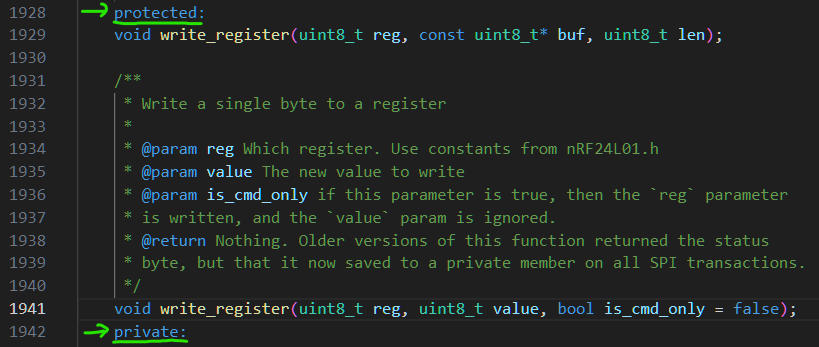 1928 protected:
1929 void write_register(uint8_t reg, const uint8_t* buf, uint8_t len);
1930
1931 /**
1932 * Write a single byte to a register
1933 *
1934 * @param reg Which register. Use constants from nRF24L01.h
1935 * @param value The new value to write
1936 * @param is_cmd_only if this parameter is true, then the `reg` parameter
1937 * is written, and the `value` param is ignored.
1938 * @return Nothing. Older versions of this function returned the status
1939 * byte, but that it now saved to a private member on all SPI transactions.
1940 */
1941 void write_register(uint8_t reg, uint8_t value, bool is_cmd_only = false);
1942 private: